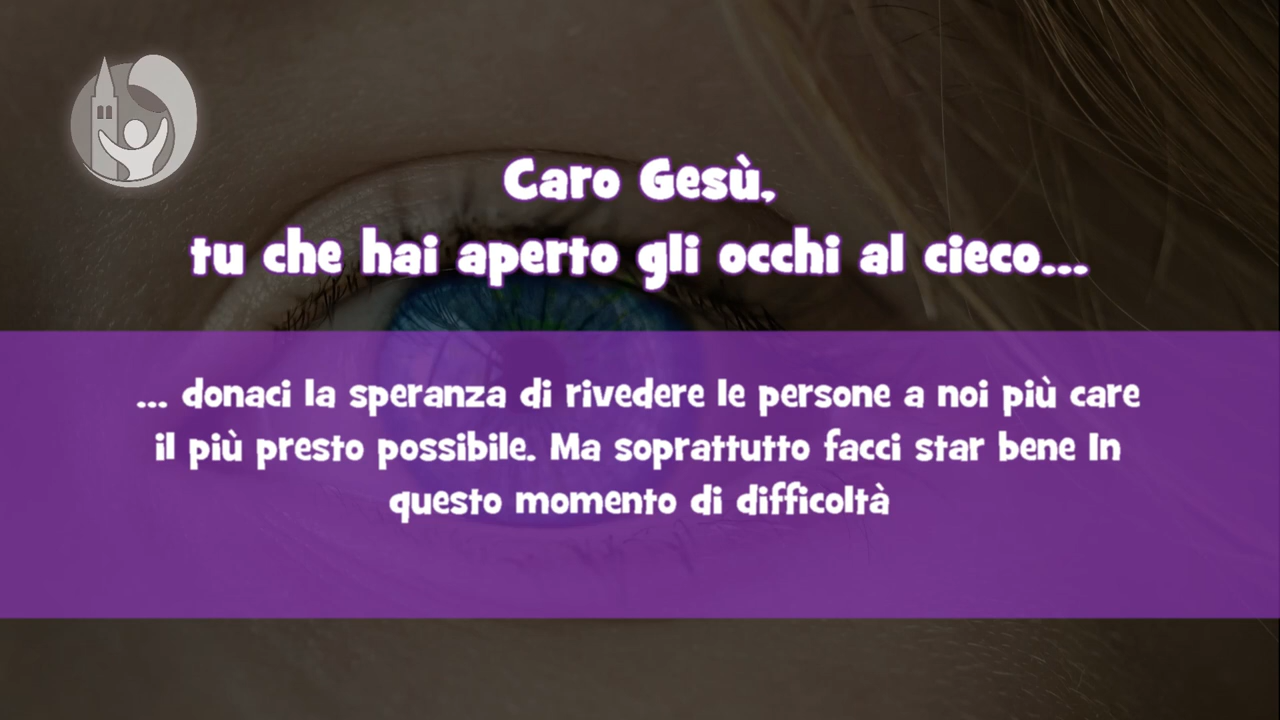 Caro Gesù,
tu che hai aperto gli occhi al cieco...
... donaci la speranza di rivedere le persone a noi più care
il più presto possibile. Ma soprattutto facci star bene In
questo momento di difficoltà